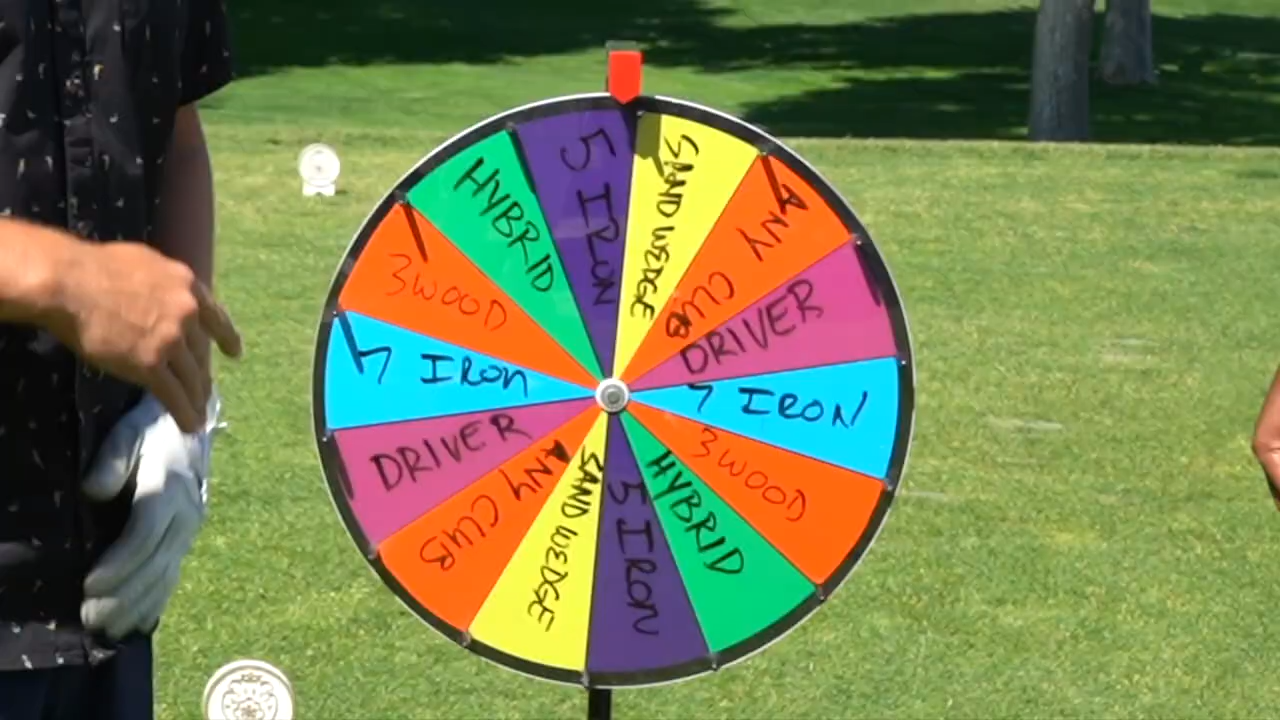 5 IRON
SAND WEDGE
ANY CLUB
DRIVER
7 IRON
3 WOOD
HYBRID
5 IRON
SAND WEDGE
ANY CLUB
DRIVER
7 IRON
3 WOOD
HYBRID